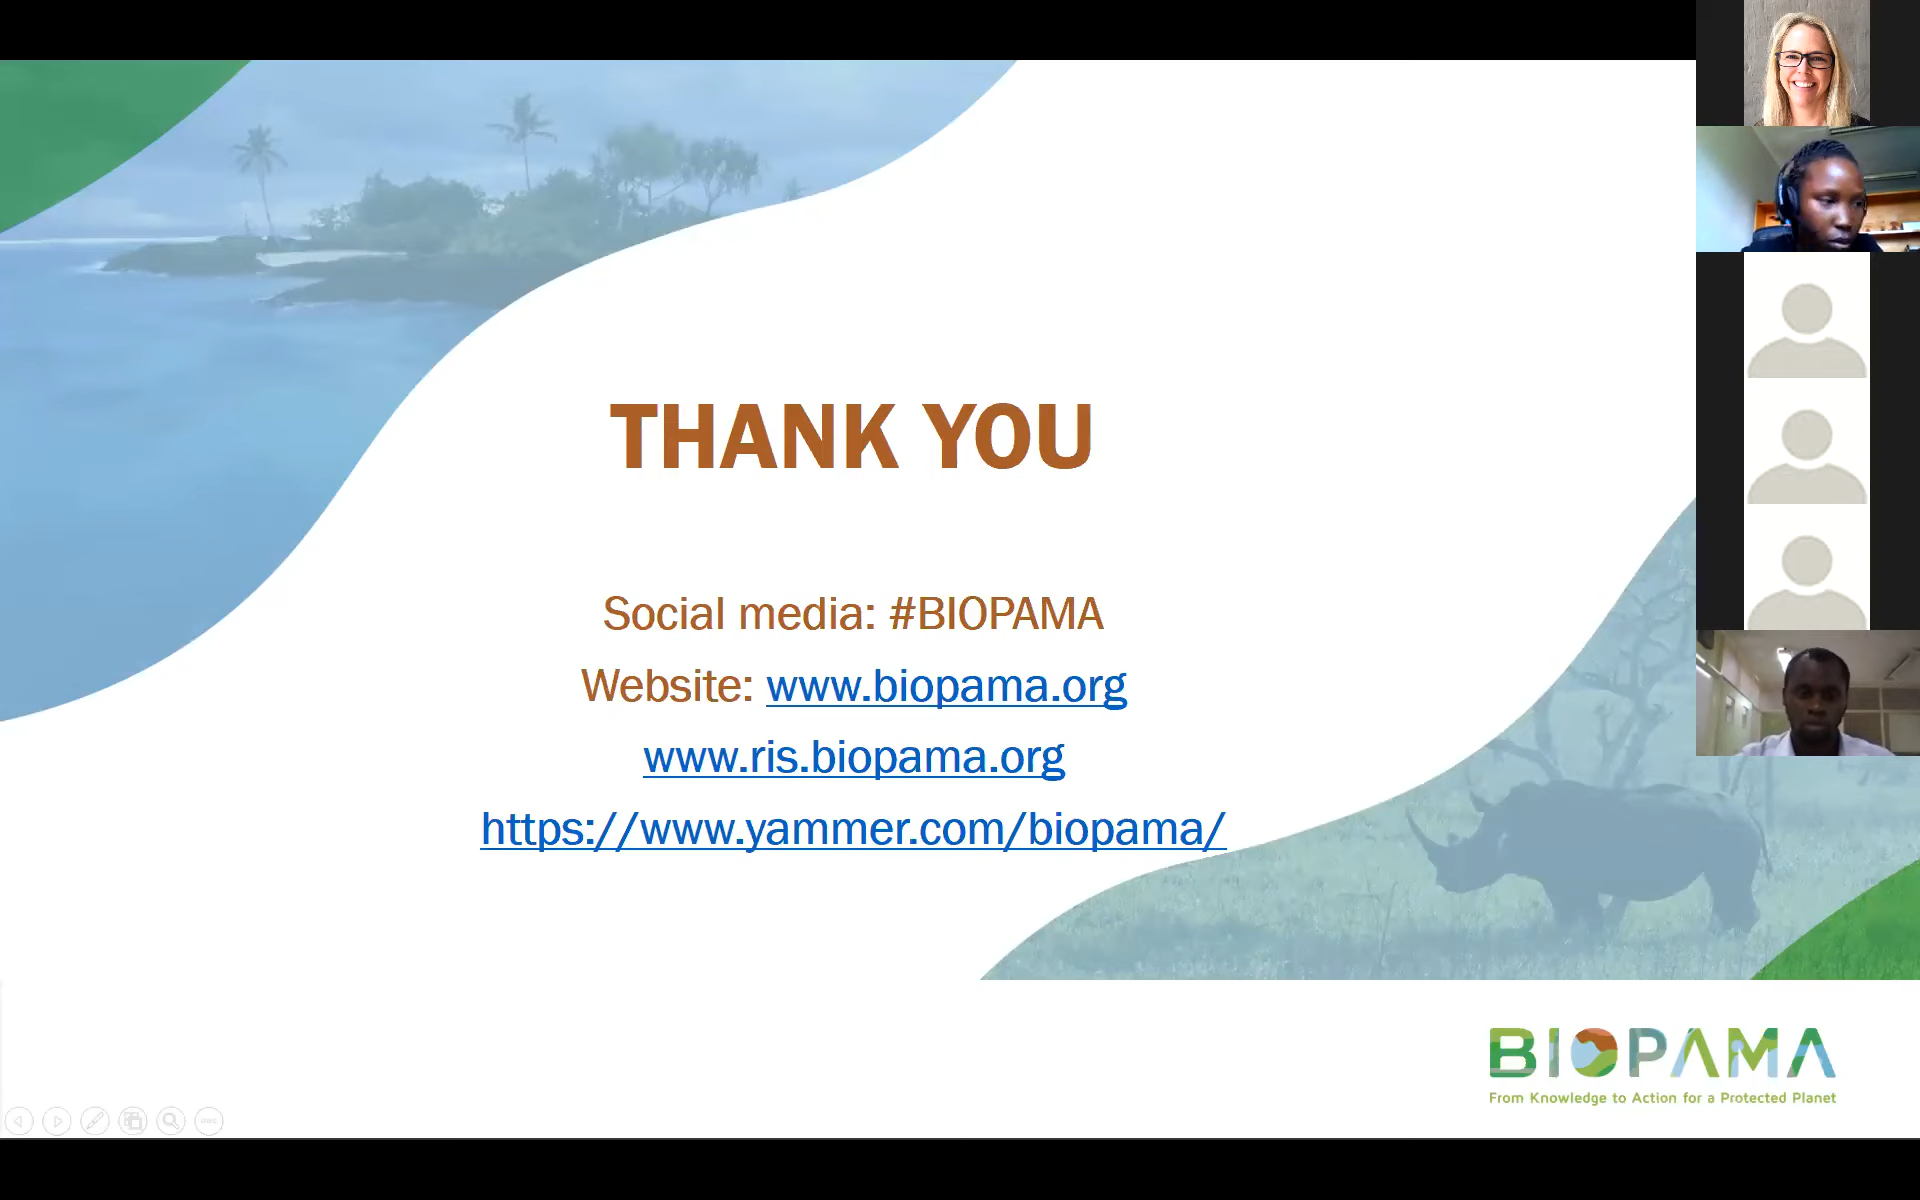 THANK YOU
Social media: #BIOPAMA
Website: www.biopama.org
www.ris.biopama.org
https://www.yammer.com/biopama/
BIOPAMA
From Knowledge to Action for a Protected Planet